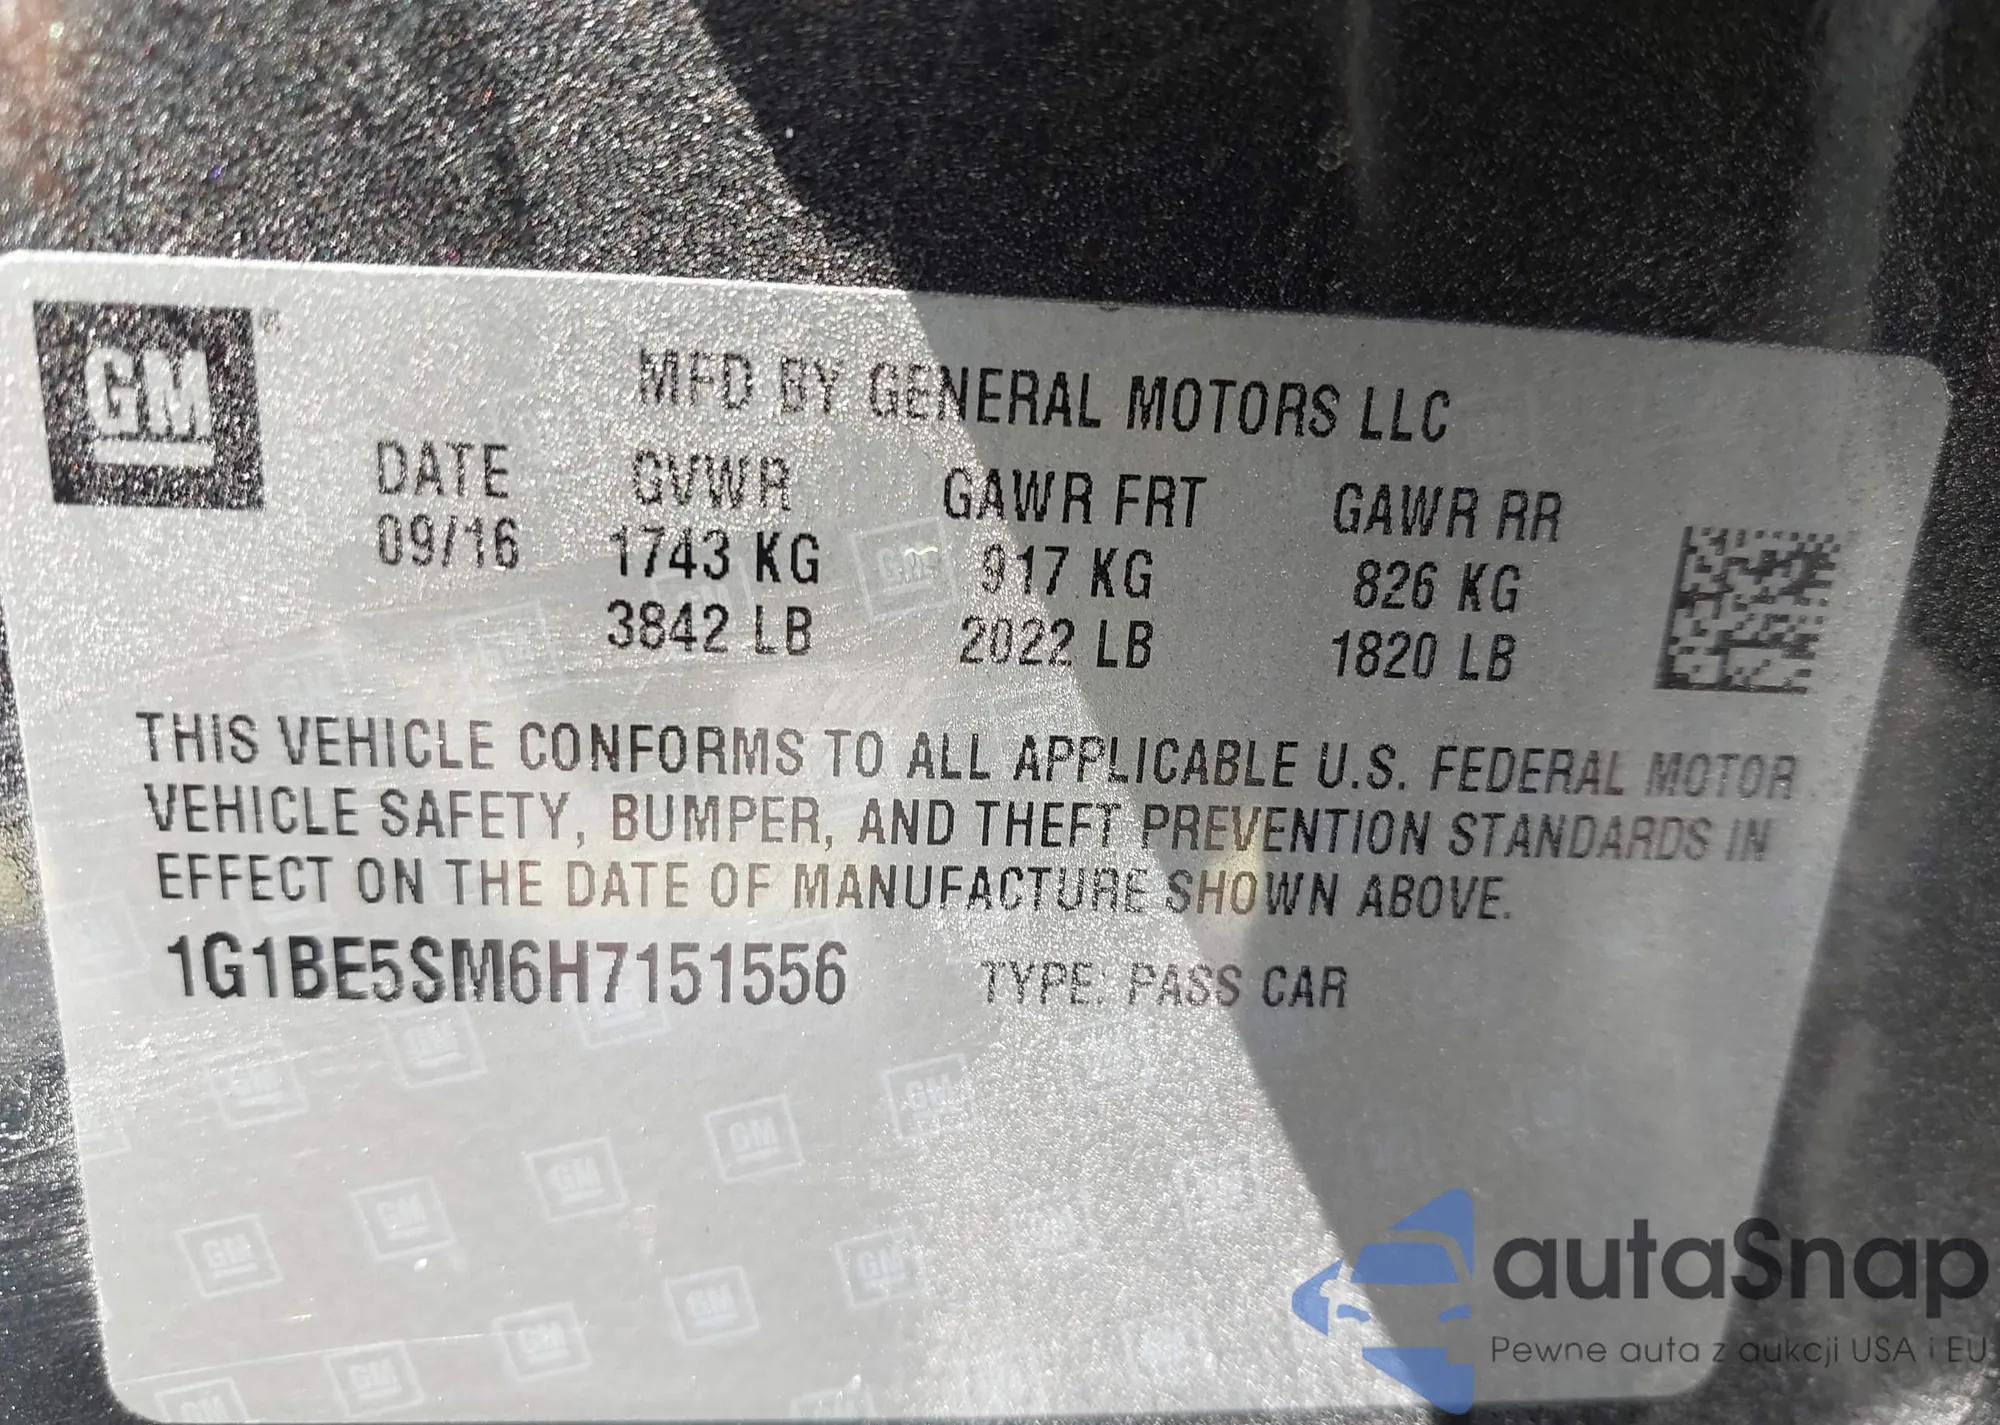 GM
MFD BY GENERAL MOTORS LLC
DATE GVWR GAWR FRT GAWR RR
09/16 1743 KG 917 KG 826 KG
3842 LB 2022 LB 1820 LB
THIS VEHICLE CONFORMS TO ALL APPLICABLE U.S. FEDERAL MOTOR
VEHICLE SAFETY, BUMPER, AND THEFT PREVENTION STANDARDS IN
EFFECT ON THE DATE OF MANUFACTURE SHOWN ABOVE.
1G1BE5SM6H7151556 TYPE: PASS CAR
autaSnap
Pewne auta z aukcji USA i EU